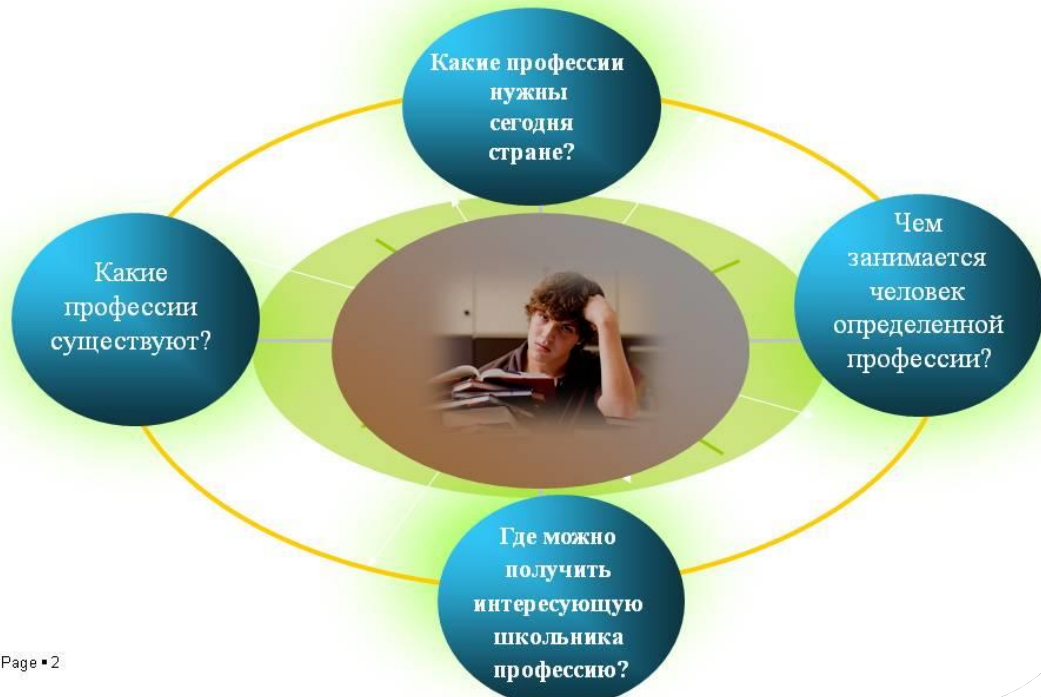 Какие профессии
нужны
сегодня
стране?
Какие
профессии
существуют?
Чем
занимается
человек
определенной
профессии?
Где можно
получить
интересующую
школьника
профессию?
Page ▪ 2